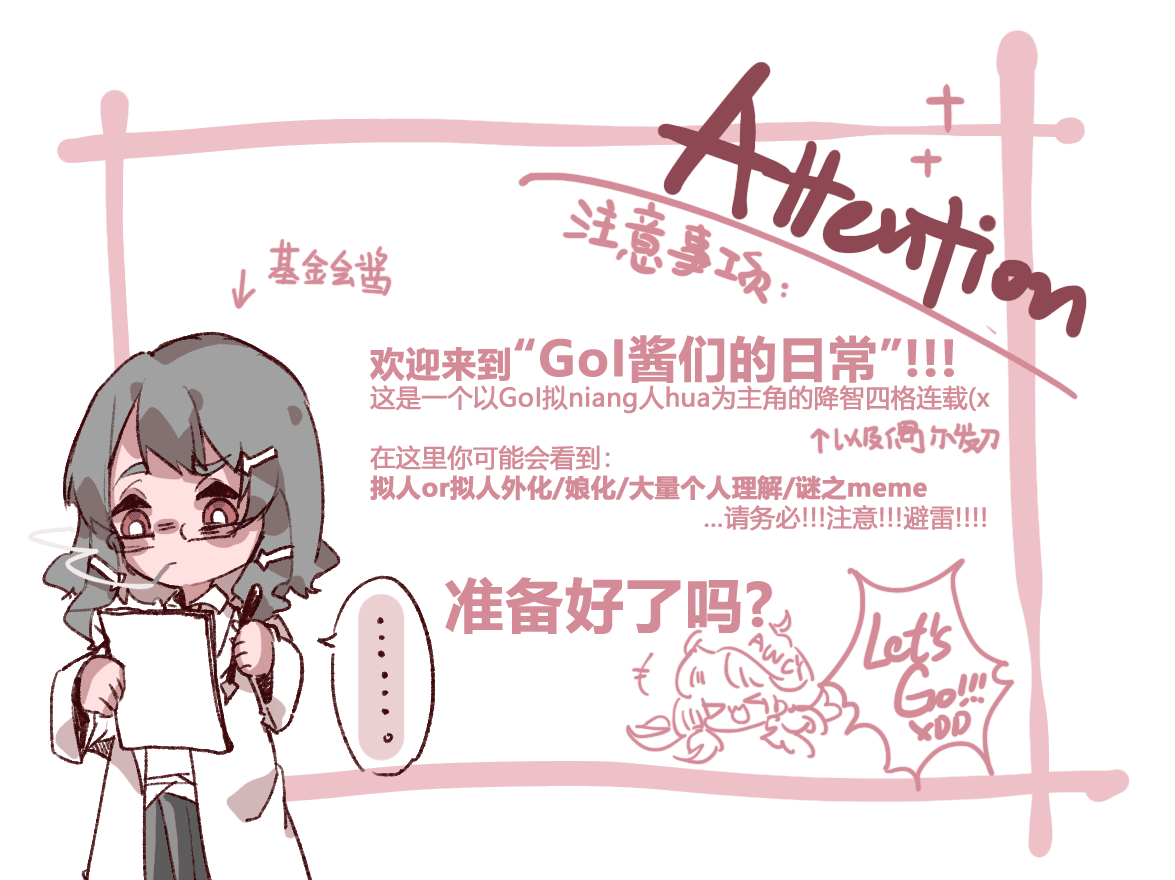 Attention
注意事项:
基金会酱
欢迎来到“GoI酱们的日常”!!!
这是一个以GoI拟niang人hua为主角的降智四格连载(x
↑以及偶尔发刀
在这里你可能会看到：
拟人or拟人外化/娘化/大量个人理解/谜之meme
...请务必!!!注意!!!避雷!!!!
准备好了吗?
AWCY
Let's
Go!!!
XDD